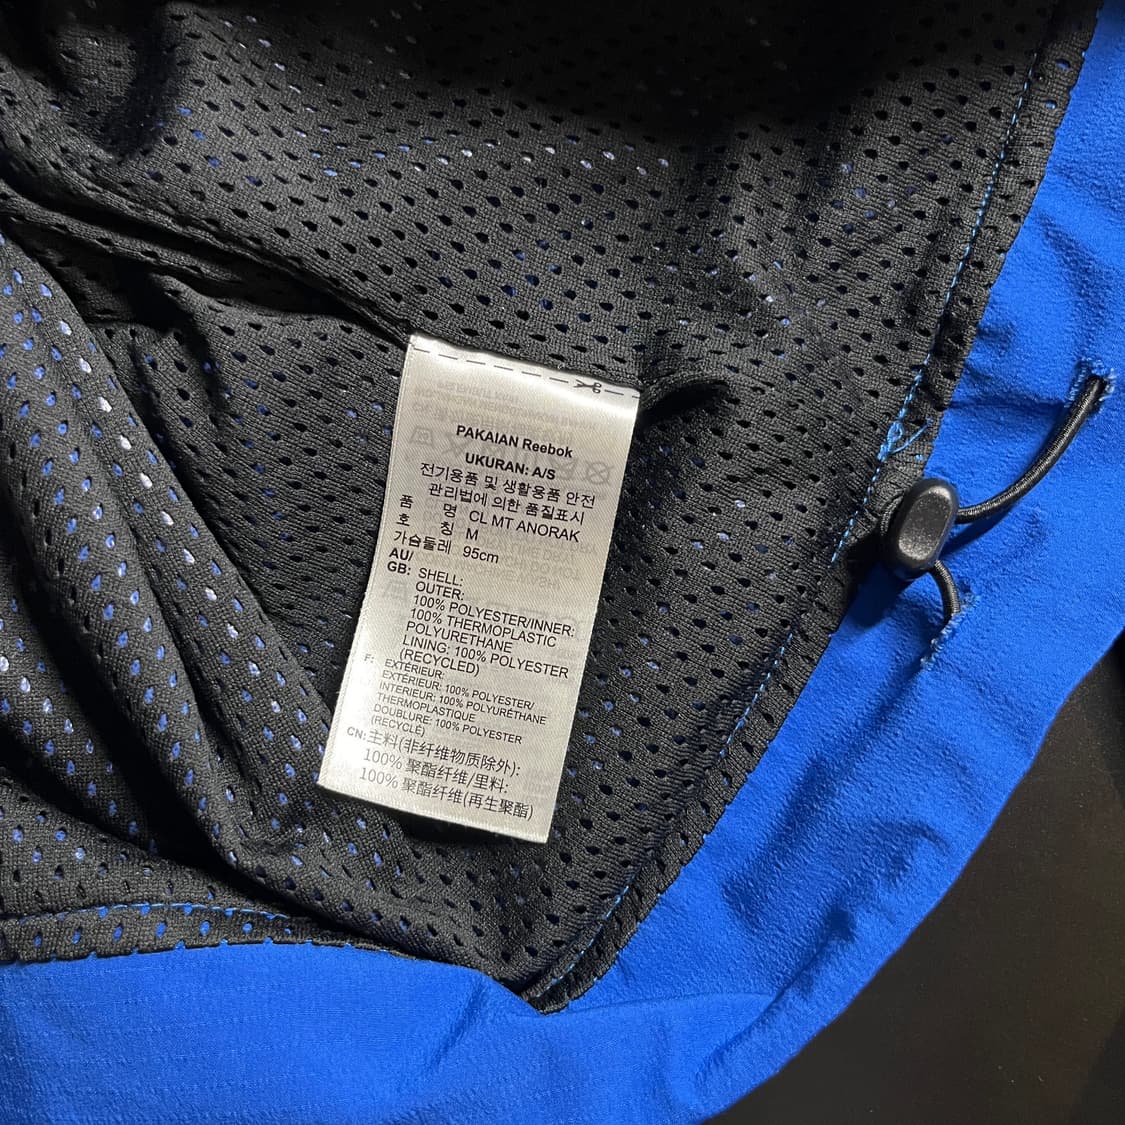 PAKAIAN Reebok
UKURAN: A/S
전기용품 및 생활용품 안전
관리법에 의한 품질표시
품 명 CL MT ANORAK
호 칭 M
가슴둘레 95cm
AU/
GB: SHELL:
OUTER:
100% POLYESTER/INNER:
100% THERMOPLASTIC
POLYURETHANE
LINING: 100% POLYESTER
(RECYCLED)
F: EXTÉRIEUR:
EXTÉRIEUR: 100% POLYESTER/
INTERIEUR: 100% POLYURÉTHANE
THERMOPLASTIQUE
DOUBLURE: 100% POLYESTER
(RECYCLÉ)
CN: 主料(非纤维物质除外):
100% 聚酯纤维/里料:
100% 聚酯纤维(再生聚酯)